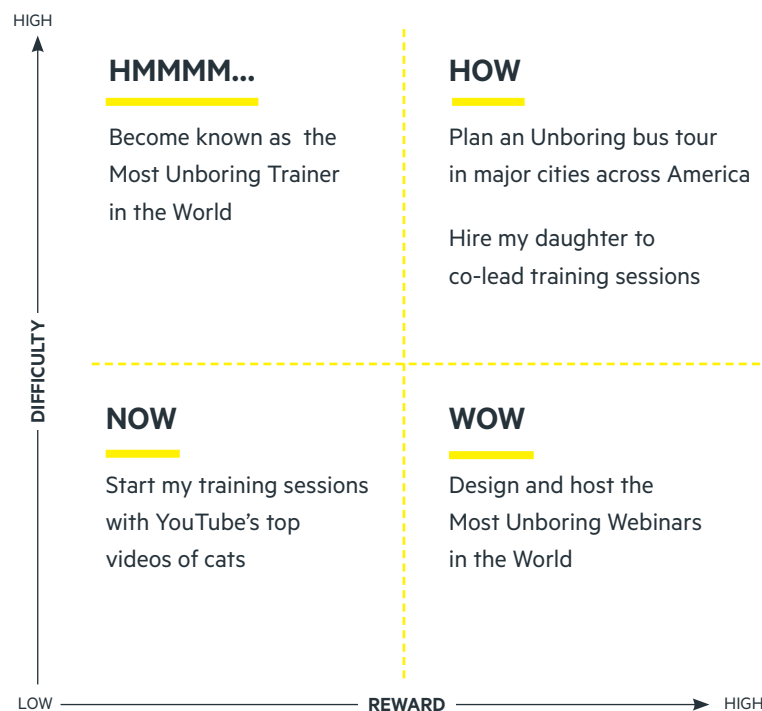 HIGH
HMMMM...
Become known as the
Most Unboring Trainer
in the World
HOW
Plan an Unboring bus tour
in major cities across America
Hire my daughter to
co-lead training sessions
DIFFICULTY
NOW
Start my training sessions
with YouTube's top
videos of cats
WOW
Design and host the
Most Unboring Webinars
in the World
LOW
REWARD
HIGH